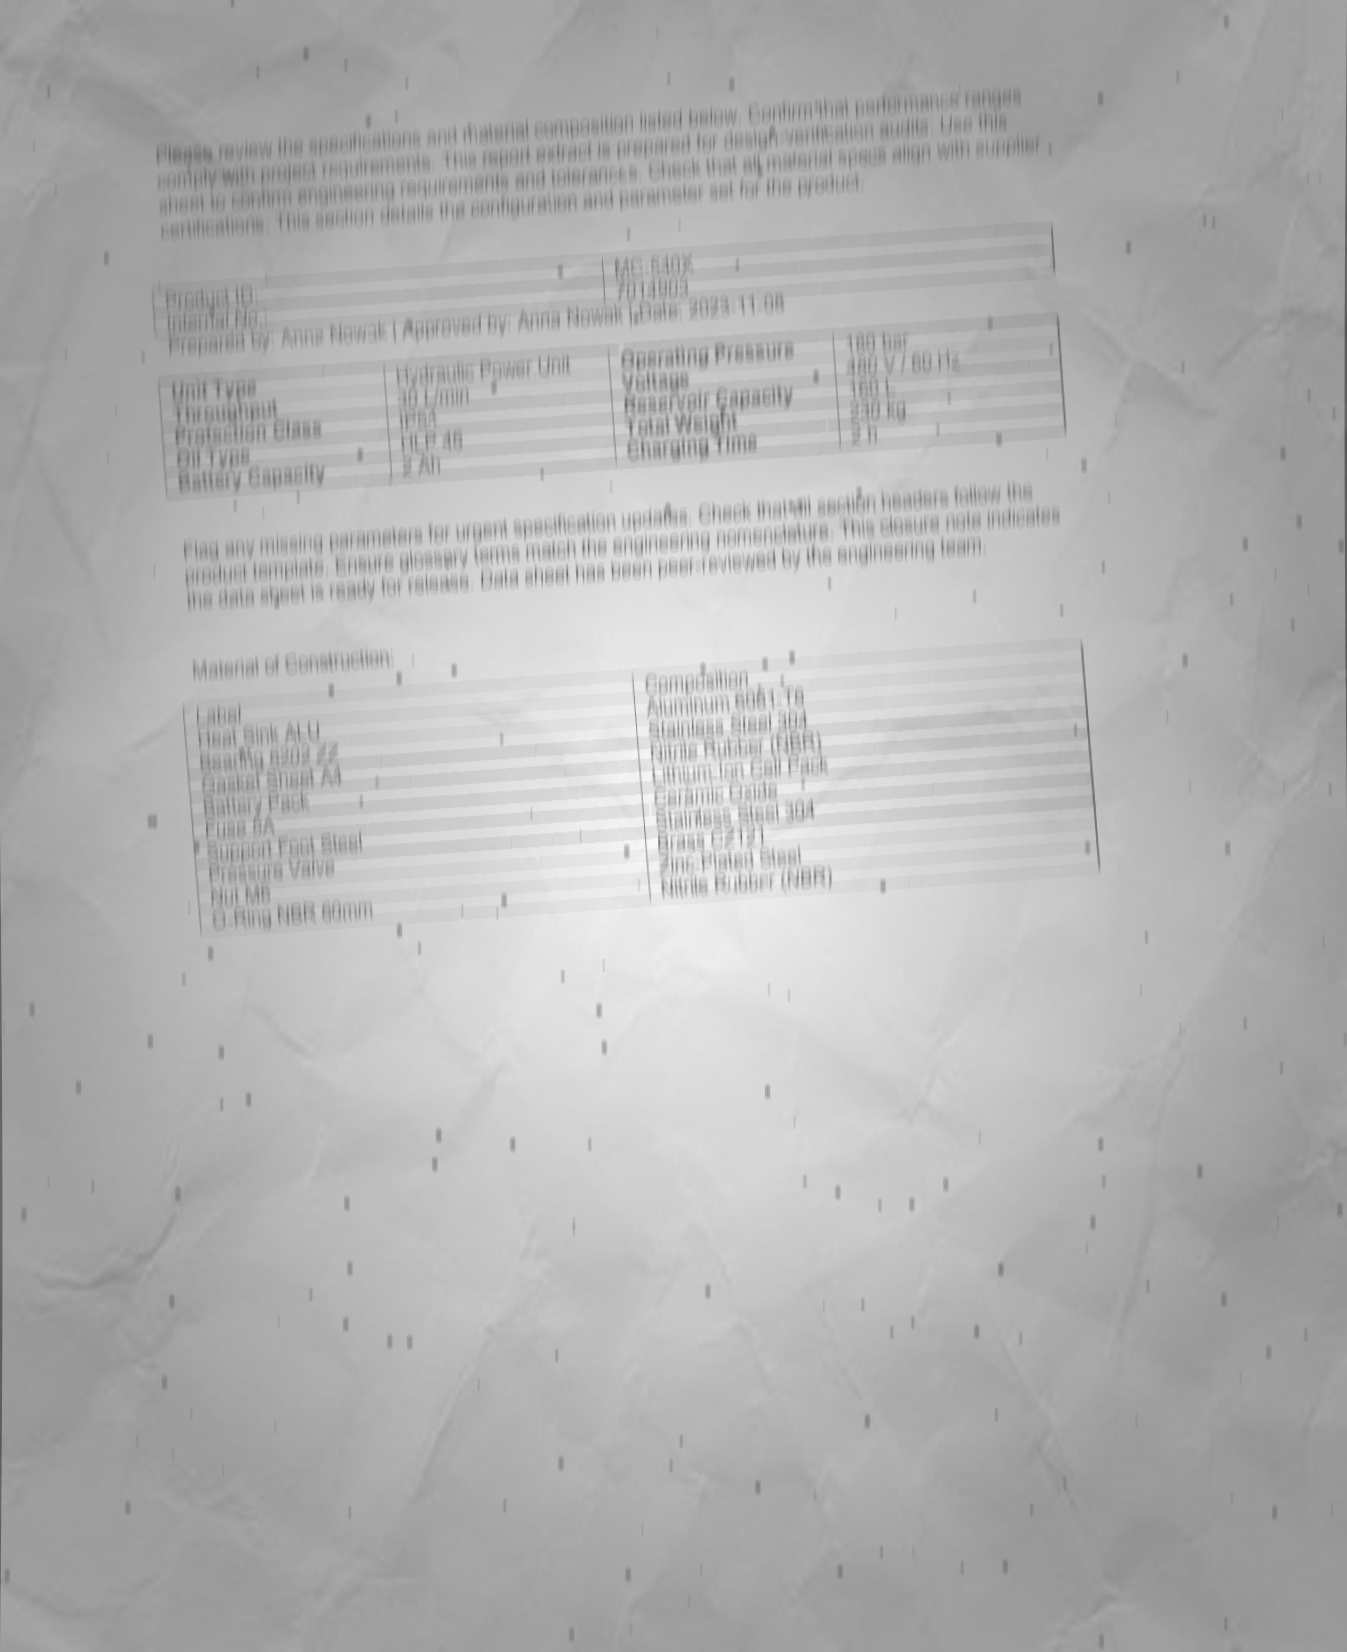 Please review the specifications and material composition listed below. Confirm that performance ranges
comply with project requirements. This report extract is prepared for design verification audits. Use this
sheet to confirm engineering requirements and tolerances. Check that all material specs align with supplier
certifications. This section details the configuration and parameter set for the product.
Product ID: MC-640X
Internal No.: 7014903
Prepared by: Anna Nowak | Approved by: Anna Nowak | Date: 2023-11-08
Unit Type Hydraulic Power Unit Operating Pressure 160 bar
Throughput 30 L/min Voltage 480 V / 60 Hz
Protection Class IP54 Reservoir Capacity 160 L
Oil Type HLP 46 Total Weight 230 kg
Battery Capacity 2 Ah Charging Time 2 h
Flag any missing parameters for urgent specification updates. Check that all section headers follow the
product template. Ensure glossary terms match the engineering nomenclature. This closure note indicates
the data sheet is ready for release. Data sheet has been peer-reviewed by the engineering team.
Material of Construction:
Label Composition
Heat Sink ALU Aluminum 6061-T6
Bearing 6202 ZZ Stainless Steel 304
Gasket Sheet A4 Nitrile Rubber (NBR)
Battery Pack Lithium-Ion Cell Pack
Fuse 8A Ceramic Oxide
Support Foot Steel Stainless Steel 304
Pressure Valve Brass CZ121
Nut M8 Zinc Plated Steel
O-Ring NBR 60mm Nitrile Rubber (NBR)